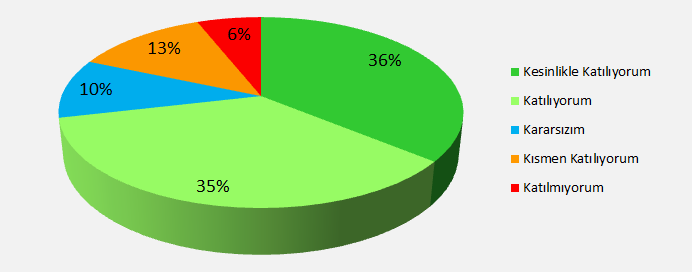 6%
13%
36%
10%
35%
Kesinlikle Katılıyorum
Katılıyorum
Kararsızım
Kısmen Katılıyorum
Katılmıyorum